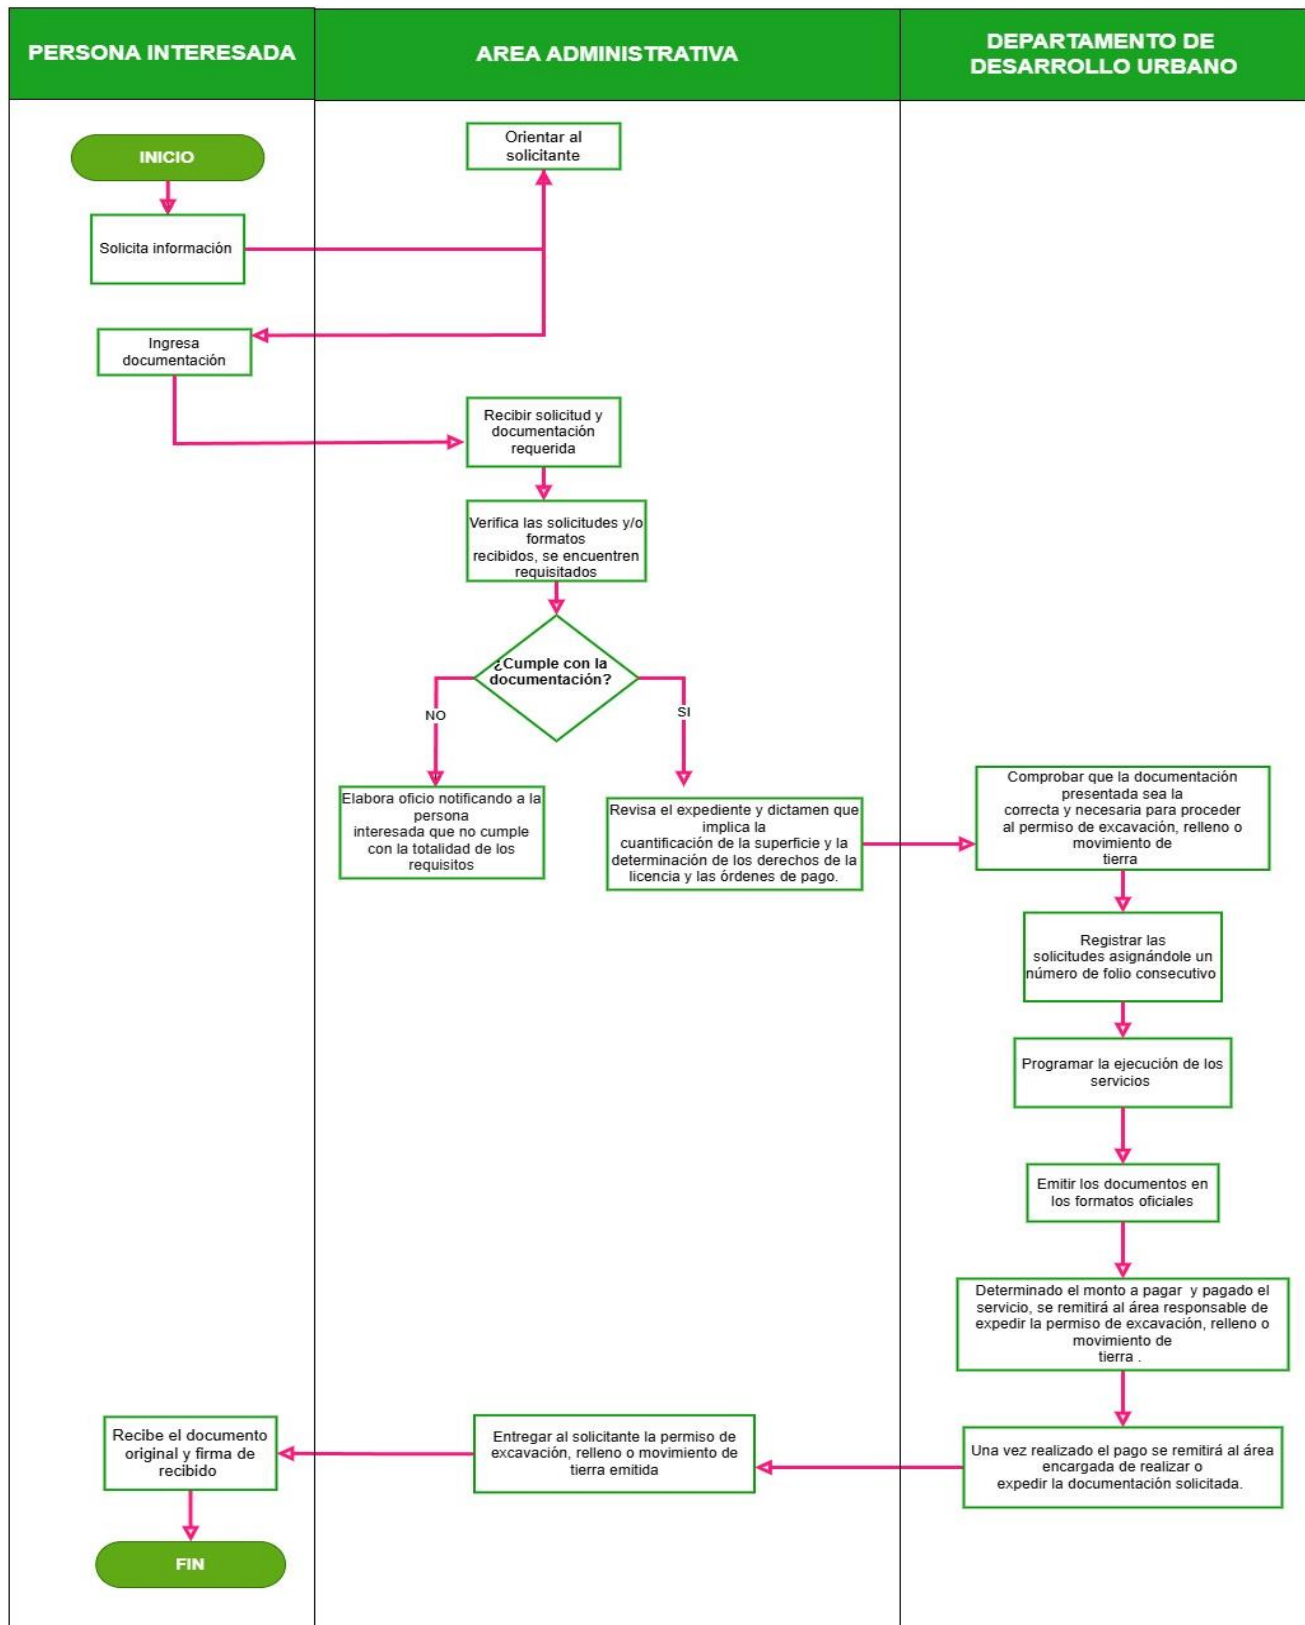 PERSONA INTERESADA
AREA ADMINISTRATIVA
DEPARTAMENTO DE
DESARROLLO URBANO
INICIO
Orientar al
solicitante
Solicita información
Ingresa
documentación
Recibir solicitud y
documentación
requerida
Verifica las solicitudes y/o
formatos
recibidos, se encuentren
requisitados
¿Cumple con la
documentación?
NO
SI
Elabora oficio notificando a la
persona
interesada que no cumple
con la totalidad de los
requisitos
Revisa el expediente y dictamen que
implica la
cuantificación de la superficie y la
determinación de los derechos de la
licencia y las órdenes de pago.
Comprobar que la documentación
presentada sea la
correcta y necesaria para proceder
al permiso de excavación, relleno o
movimiento de
tierra
Registrar las
solicitudes asignándole un
número de folio consecutivo
Programar la ejecución de los
servicios
Emitir los documentos en
los formatos oficiales
Determinado el monto a pagar y pagado el
servicio, se remitirá al área responsable de
expedir la permiso de excavación, relleno o
movimiento de
tierra .
Una vez realizado el pago se remitirá al área
encargada de realizar o
expedir la documentación solicitada.
Entregar al solicitante la permiso de
excavación, relleno o movimiento de
tierra emitida
Recibe el documento
original y firma de
recibido
FIN